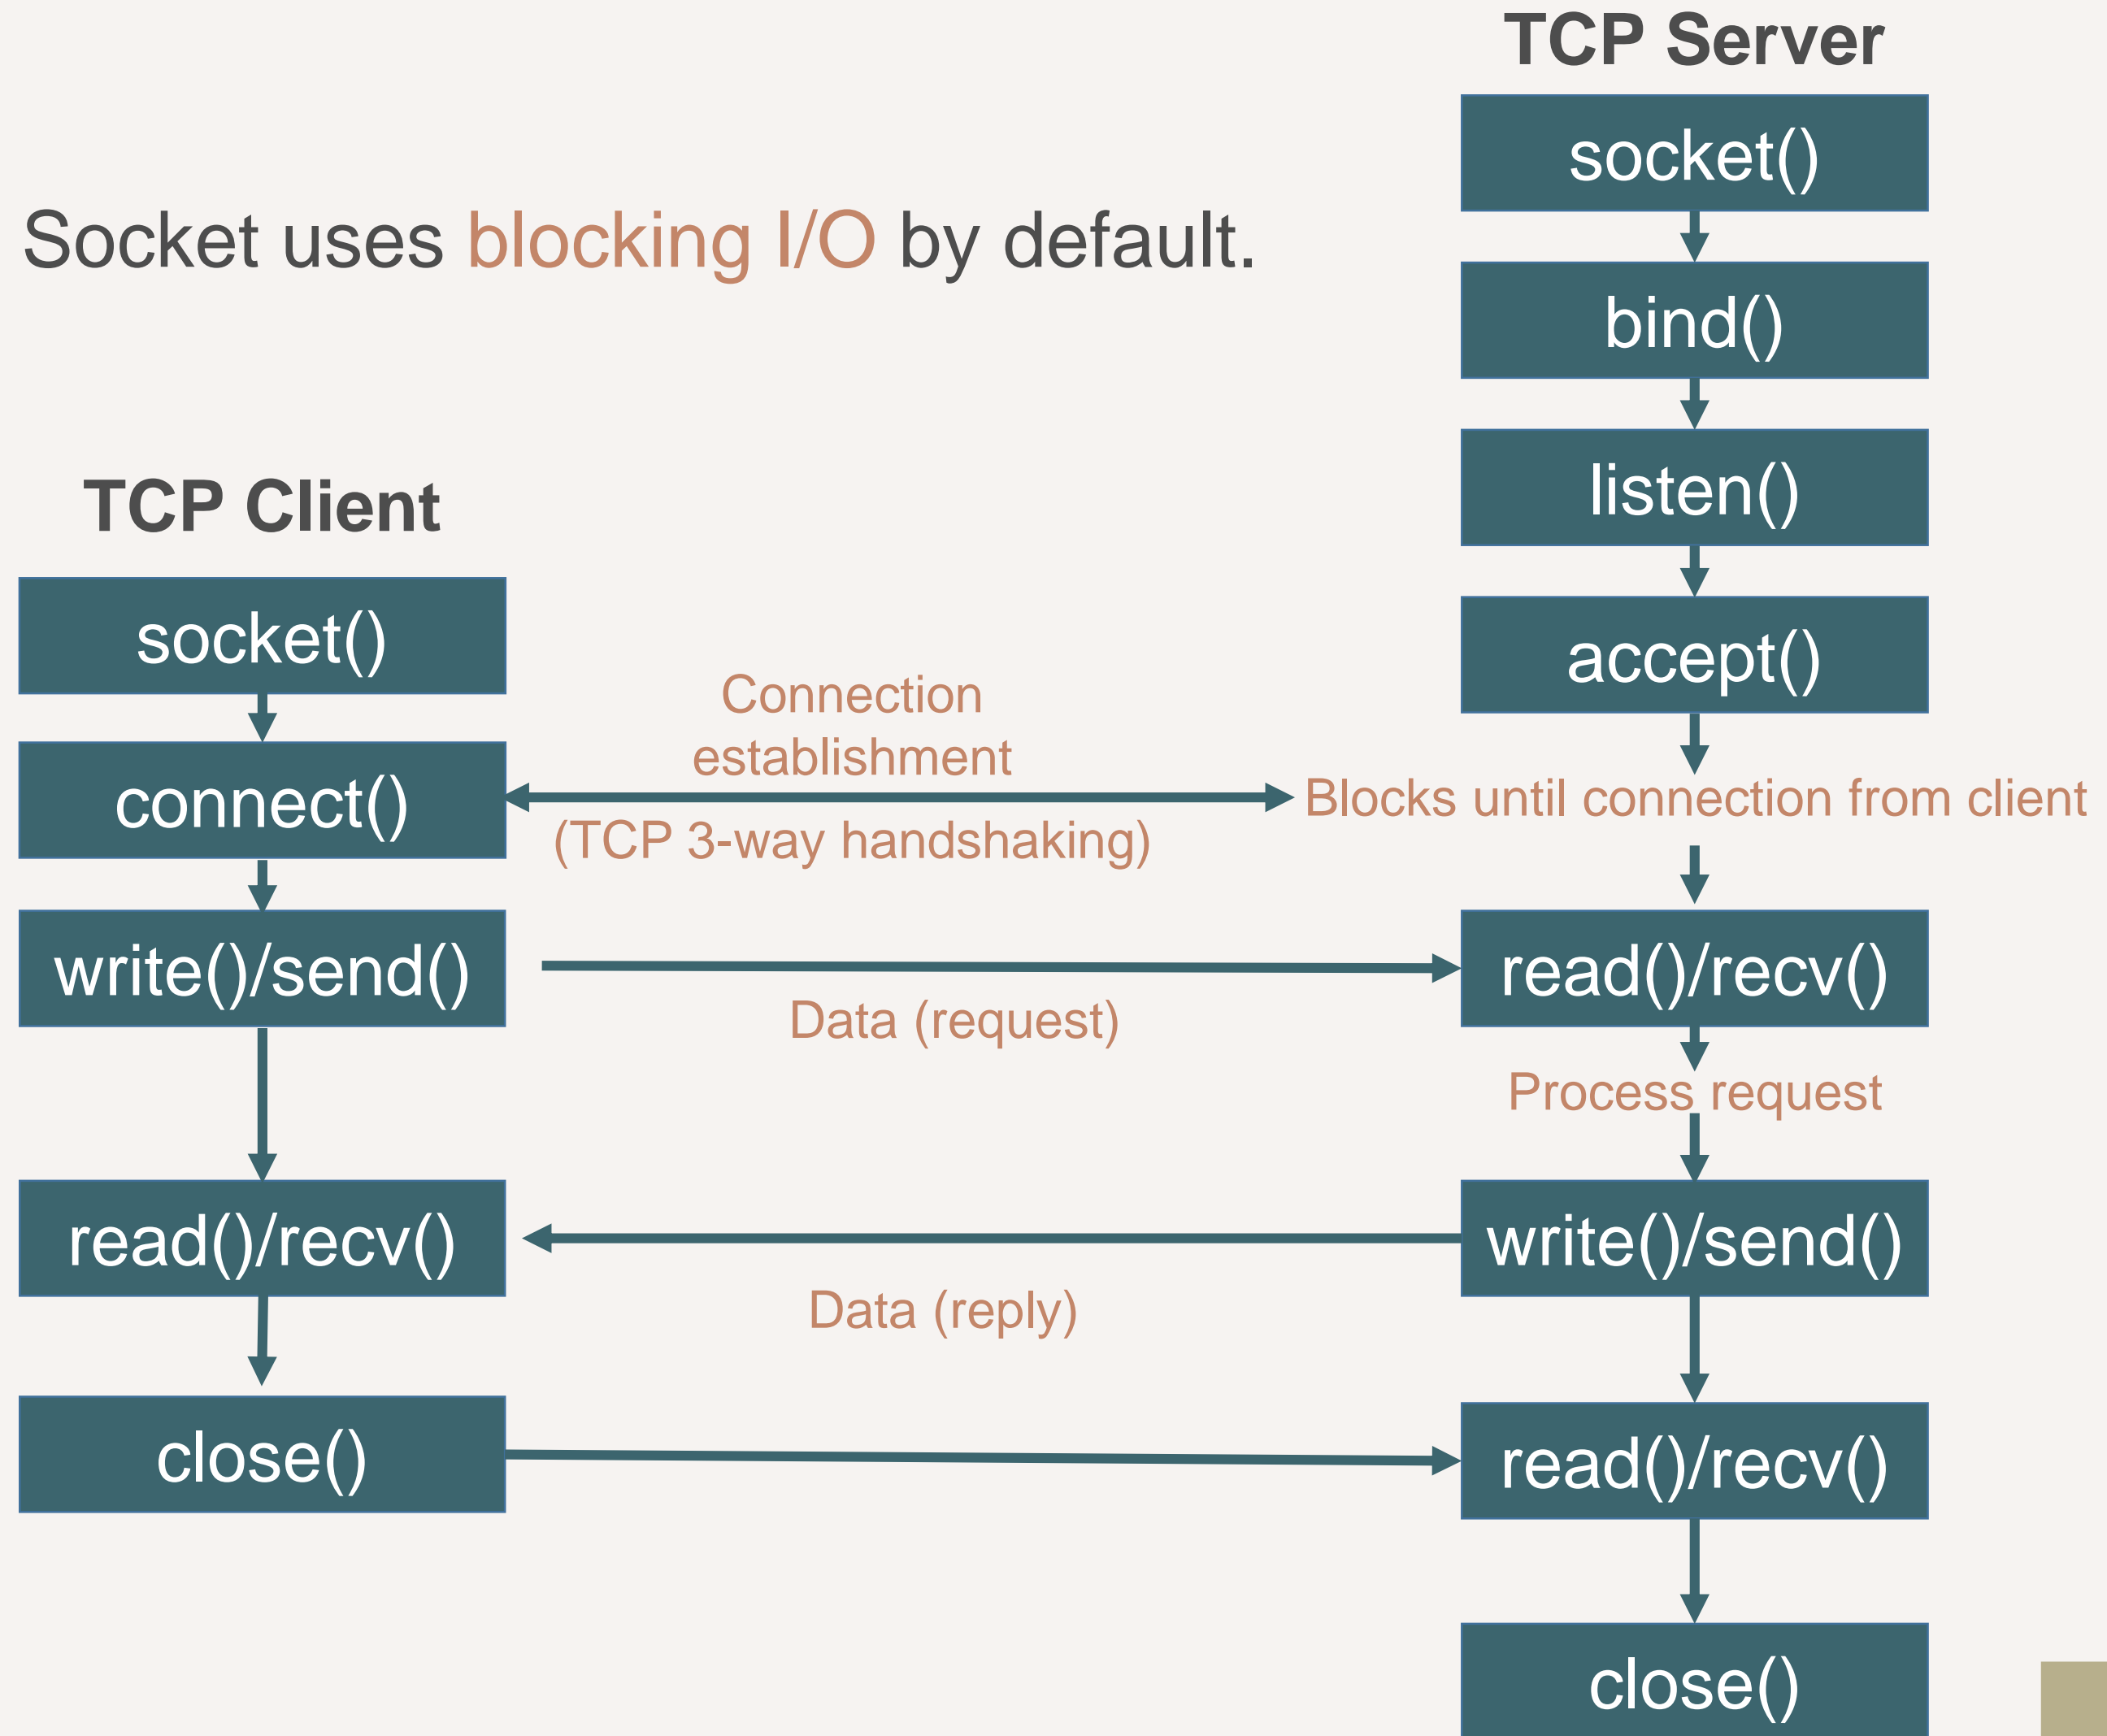 TCP Server
socket()
Socket uses blocking I/O by default.
bind()
listen()
TCP Client
accept()
socket()
Connection
establishment
connect()
Blocks until connection from client
(TCP 3-way handshaking)
write()/send()
read()/recv()
Data (request)
Process request
read()/recv()
write()/send()
Data (reply)
close()
read()/recv()
close()